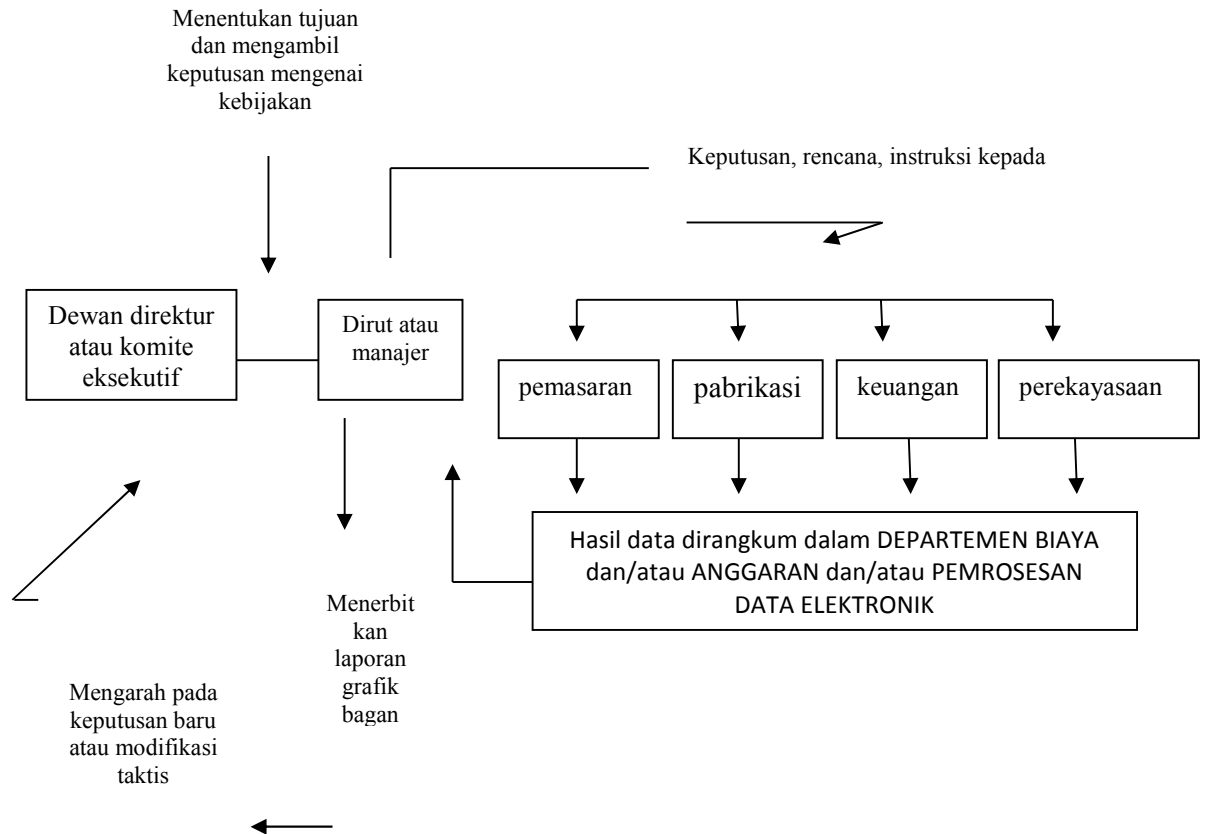 Menentukan tujuan
dan mengambil
keputusan mengenai
kebijakan
Keputusan, rencana, instruksi kepada
Dewan direktur
atau komite
eksekutif
Dirut atau
manajer
pemasaran
pabrikasi
keuangan
perekayasaan
Hasil data dirangkum dalam DEPARTEMEN BIAYA
dan/atau ANGGARAN dan/atau PEMROSESAN
DATA ELEKTRONIK
Menerbit
kan
laporan
grafik
bagan
Mengarah pada
keputusan baru
atau modifikasi
taktis